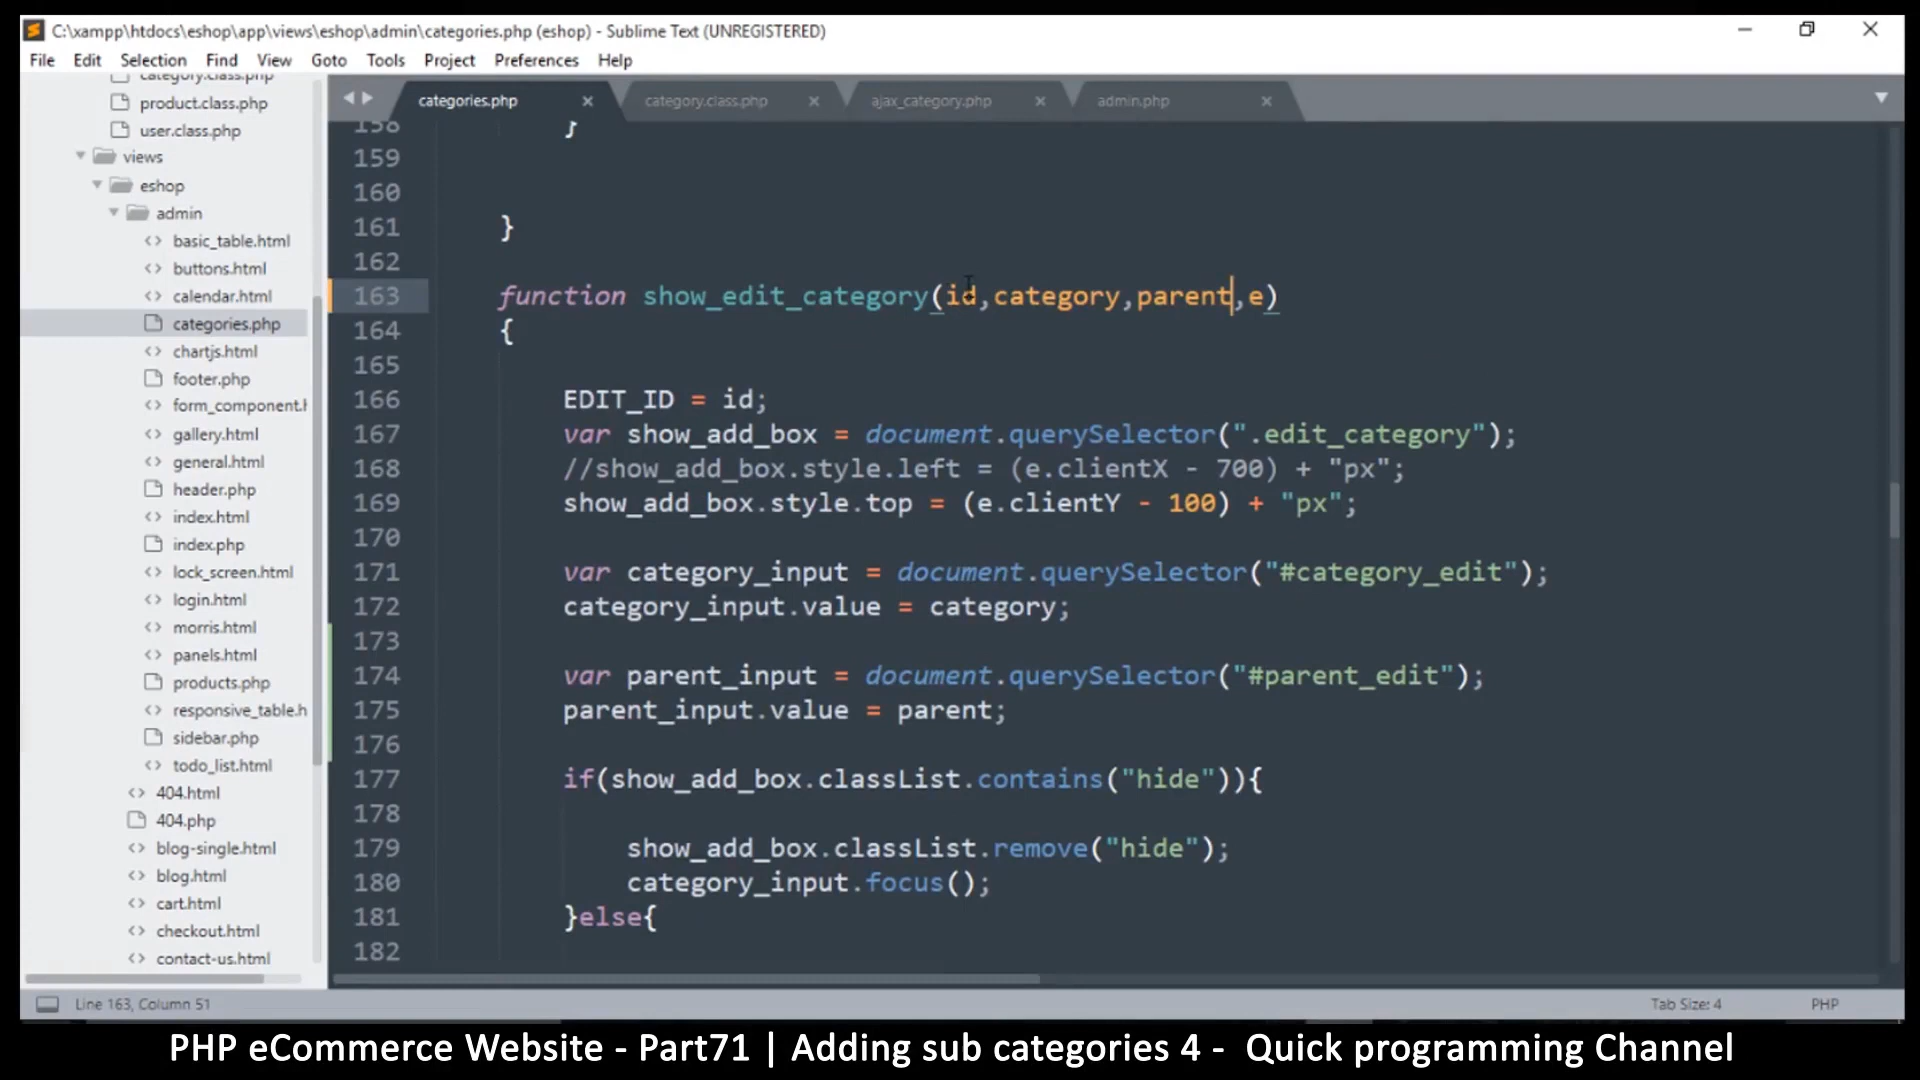 C:\xampp\htdocs\eshop\app\views\eshop\admin\categories.php (eshop) - Sublime Text (UNREGISTERED)
File Edit Selection Find View Goto Tools Project Preferences Help
category.class.php
product.class.php
user.class.php
views
eshop
admin
basic_table.html
buttons.html
calendar.html
categories.php
chartjs.html
footer.php
form_component.h
gallery.html
general.html
header.php
index.html
index.php
lock_screen.html
login.html
morris.html
panels.html
products.php
responsive_table.h
sidebar.php
todo_list.html
404.html
404.php
blog-single.html
blog.html
cart.html
checkout.html
contact-us.html
categories.php category.class.php ajax_category.php admin.php
158 }
159
160
161 }
162
163 function show_edit_category(id,category,parent,e)
164 {
165
166 EDIT_ID = id;
167 var show_add_box = document.querySelector(".edit_category");
168 //show_add_box.style.left = (e.clientX - 700) + "px";
169 show_add_box.style.top = (e.clientY - 100) + "px";
170
171 var category_input = document.querySelector("#category_edit");
172 category_input.value = category;
173
174 var parent_input = document.querySelector("#parent_edit");
175 parent_input.value = parent;
176
177 if(show_add_box.classList.contains("hide")){
178
179 show_add_box.classList.remove("hide");
180 category_input.focus();
181 }else{
182
Line 163, Column 51 Tab Size: 4 PHP
PHP eCommerce Website - Part71 | Adding sub categories 4 - Quick programming Channel